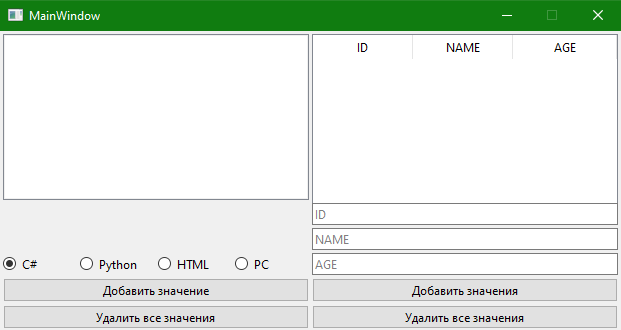 MainWindow
ID NAME AGE
ID
NAME
C# Python HTML PC
AGE
Добавить значение
Добавить значения
Удалить все значения
Удалить все значения